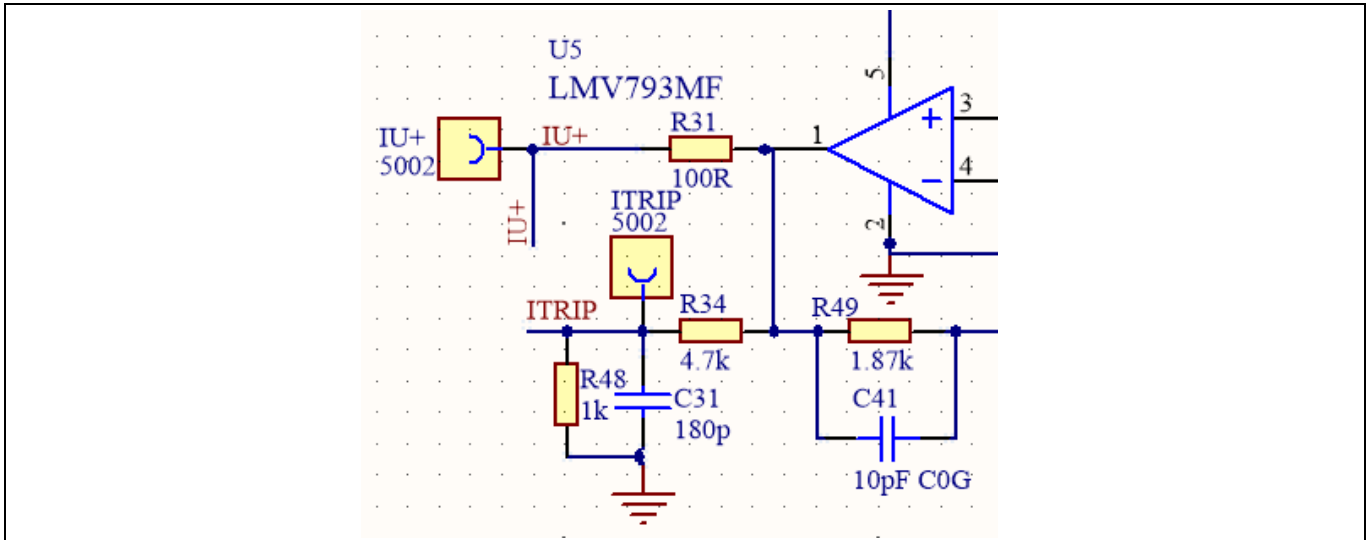 U5
LMV793MF
5
3
R31
1
IU+
IU+
5002
4
100R
ITRIP
5002
IU+
2
ITRIP
R34
R49
4.7k
1.87k
R48
1k
C31
180p
C41
10pF C0G